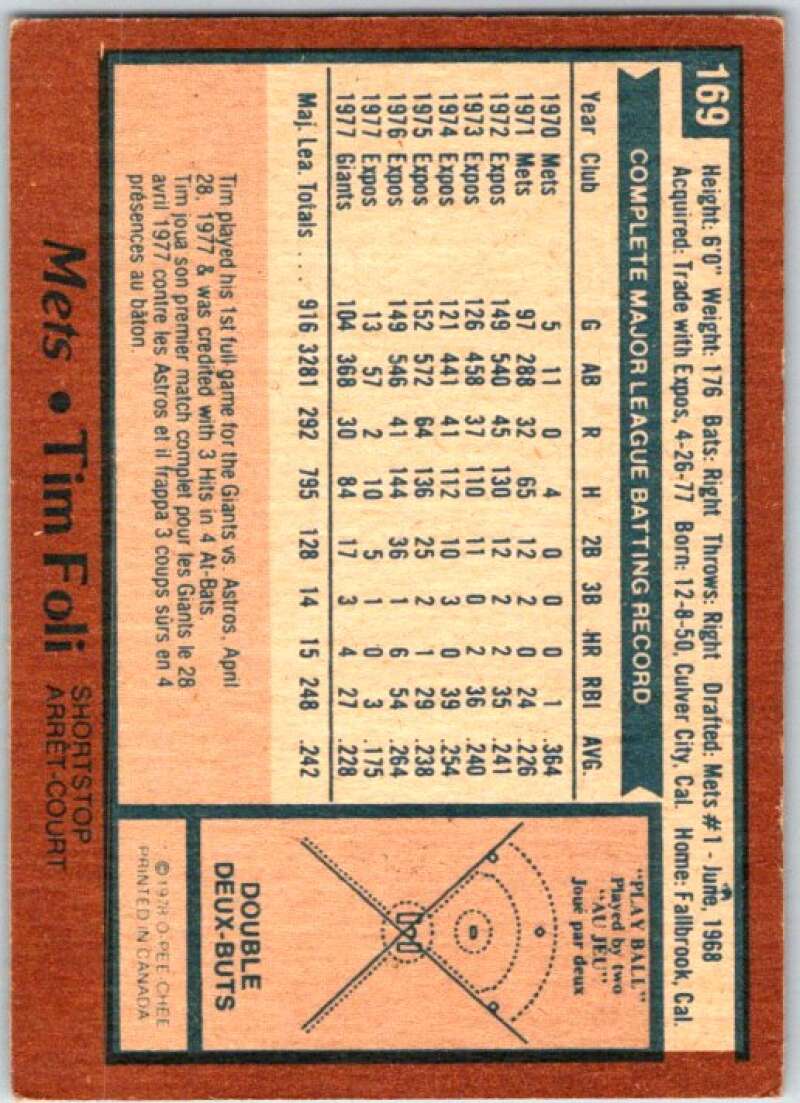 169
Height: 6'0" Weight: 176 Bats: Right Throws: Right Drafted: Mets #1 - June, 1968
Acquired: Trade with Expos, 4-26-77 Born: 12-8-50, Culver City, Cal. Home: Fallbrook, Cal.
COMPLETE MAJOR LEAGUE BATTING RECORD
Year Club G AB R H 2B 3B HR RBI AVG.
1970 Mets 5 11 0 4 0 0 0 1 .364
1971 Mets 97 288 32 65 12 2 0 24 .226
1972 Expos 149 540 45 130 12 2 2 35 .241
1973 Expos 126 458 37 110 11 0 2 36 .240
1974 Expos 121 441 41 112 10 3 0 39 .254
1975 Expos 152 572 64 136 25 2 1 29 .238
1976 Expos 149 546 41 144 36 1 6 54 .264
1977 Expos 13 57 2 10 5 1 0 3 .175
1977 Giants 104 368 30 84 17 3 4 27 .228
Maj. Lea. Totals .... 916 3281 292 795 128 14 15 248 .242
Tim played his 1st full game for the Giants vs. Astros, April
28, 1977 & was credited with 3 Hits in 4 At-Bats.
Tim joua son premier match complet pour les Giants le 28
avril 1977 contre les Astros et il frappa 3 coups sûrs en 4
présences au bâton.
"PLAY BALL"
Played by two
"AU JEU"
Joué par deux
DOUBLE
DEUX-BUTS
© 1978 O-PEE-CHEE
PRINTED IN CANADA
Mets • Tim Foli
SHORTSTOP
ARRÊT-COURT